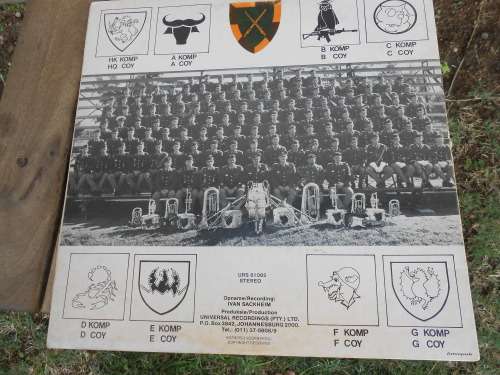 HK KOMP
HQ COY
A KOMP
A COY
B KOMP
B COY
C KOMP
C COY
D KOMP
D COY
E KOMP
E COY
URS 81005
STEREO
Opname/Recording:
IVAN SACKHEIM
Produksie/Production
UNIVERSAL RECORDINGS (PTY.) LTD.
P.O. Box 3842, JOHANNESBURG 2000.
F KOMP
F COY
G KOMP
G COY